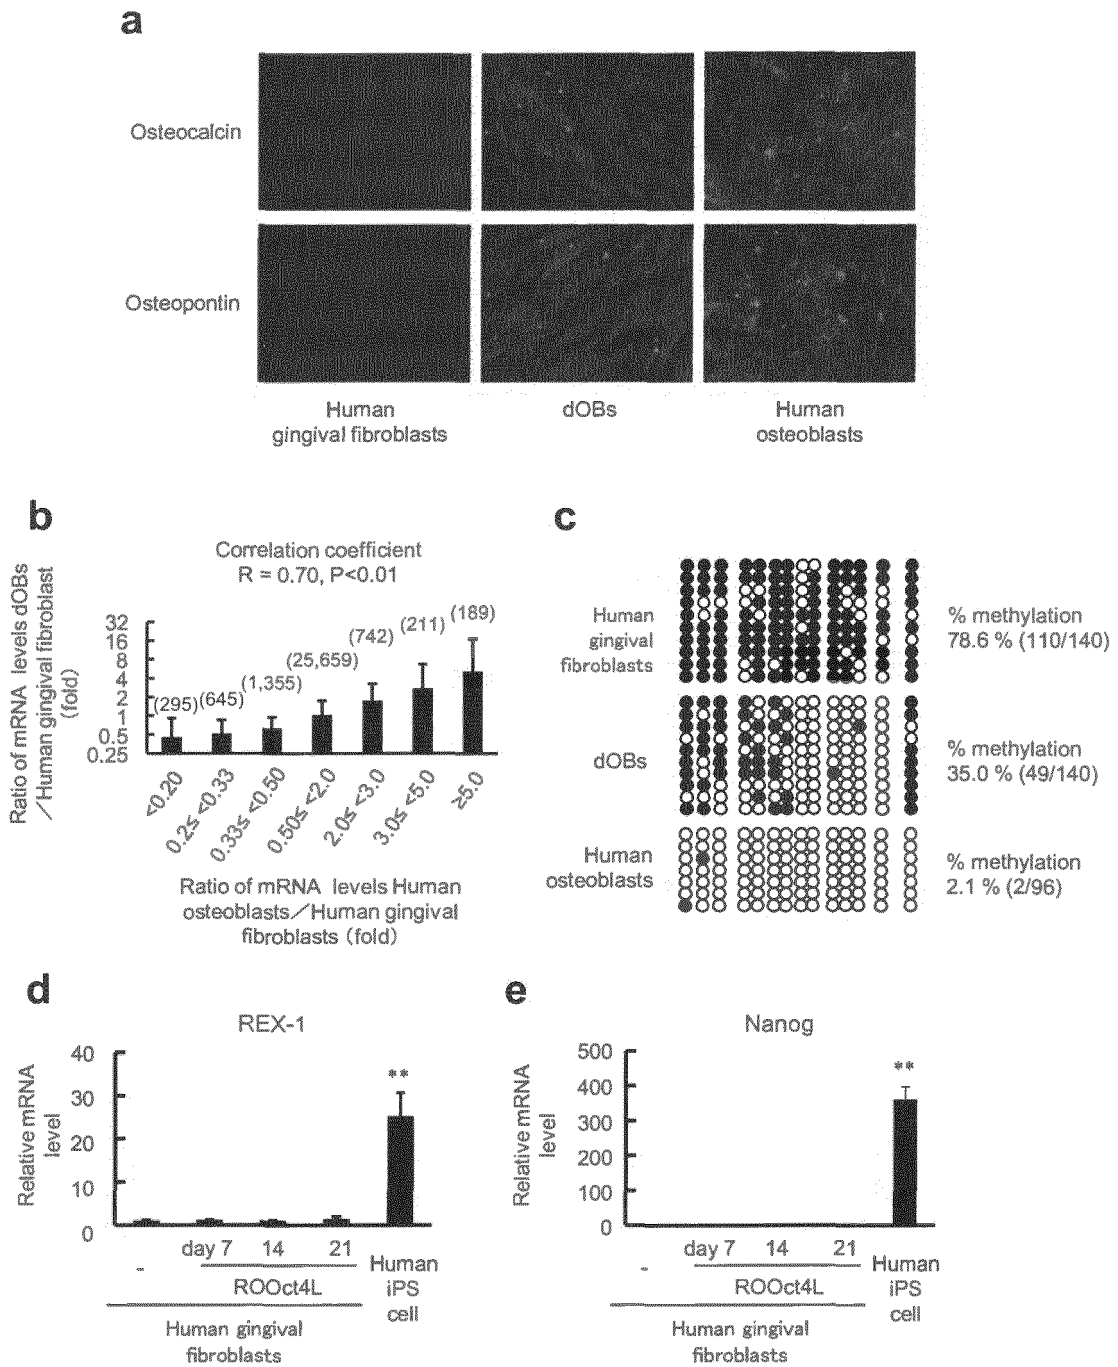 a
Osteocalcin
Osteopontin
Human
gingival fibroblasts
dOBs
Human
osteoblasts
b
Correlation coefficient
R = 0.70, P<0.01
Ratio of mRNA levels dOBs
／Human gingival fibroblast
(fold)
32
16
8
4
2
1
0.5
0.25
(295)
(645)
(1,355)
(25,659)
(742)
(211)
(189)
<0.20
0.2≤ <0.33
0.33≤ <0.50
0.50≤ <2.0
2.0≤ <3.0
3.0≤ <5.0
≥5.0
Ratio of mRNA levels Human
osteoblasts／Human gingival
fibroblasts (fold)
c
Human
gingival
fibroblasts
% methylation
78.6 % (110/140)
dOBs
% methylation
35.0 % (49/140)
Human
osteoblasts
% methylation
2.1 % (2/96)
d
REX-1
Relative mRNA
level
40
30
20
10
0
**
-
day 7
14
21
ROOct4L
Human gingival
fibroblasts
Human
iPS
cell
e
Nanog
Relative mRNA
level
500
400
300
200
100
0
**
-
day 7
14
21
ROOct4L
Human gingival
fibroblasts
Human
iPS
cell